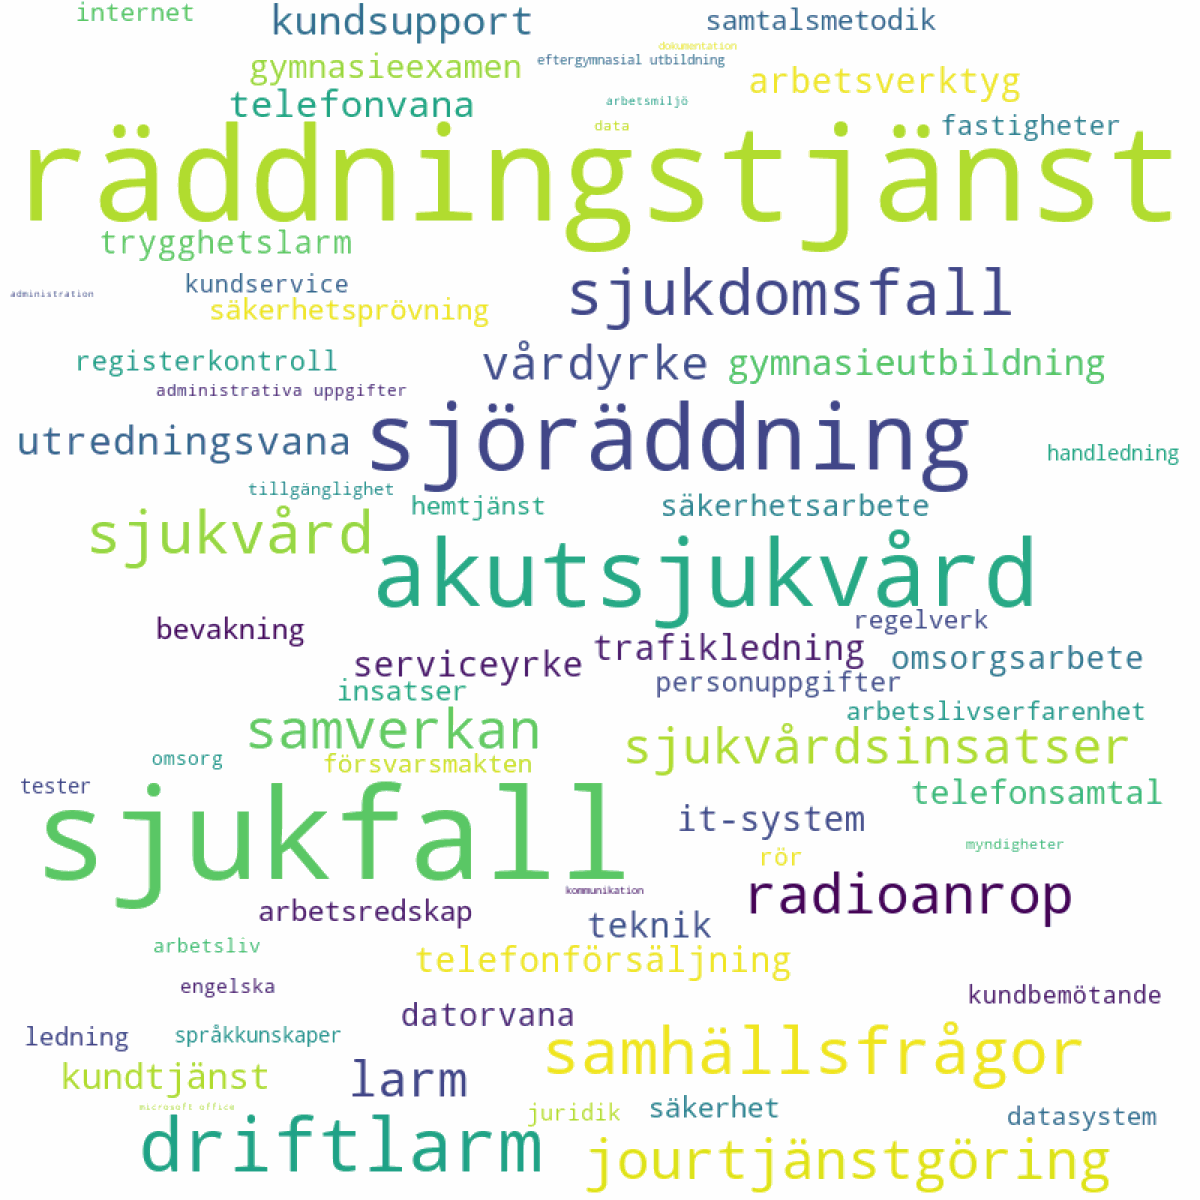 internet
kundsupport
samtalsmetodik
dokumentation
gymnasieexamen
eftergymnasial utbildning
arbetsverktyg
telefonvana
arbetsmiljö
data
fastigheter
räddningstjänst
trygghetslarm
administration
kundservice
sjukdomsfall
säkerhetsprövning
registerkontroll
vårdyrke
gymnasieutbildning
administrativa uppgifter
utredningsvana
sjöräddning
handledning
tillgänglighet
hemtjänst
säkerhetsarbete
sjukvård
akutsjukvård
bevakning
regelverk
serviceyrke
trafikledning
omsorgsarbete
insatser
personuppgifter
samverkan
arbetslivserfarenhet
sjukvårdsinsatser
omsorg
försvarsmakten
tester
sjukfall
telefonsamtal
it-system
rör
myndigheter
kommunikation
radioanrop
arbetsredskap
teknik
arbetsliv
telefonförsäljning
engelska
kundbemötande
datorvana
ledning
språkkunskaper
samhällsfrågor
kundtjänst
larm
microsoft office
juridik
säkerhet
datasystem
driftlarm
jourtjänstgöring